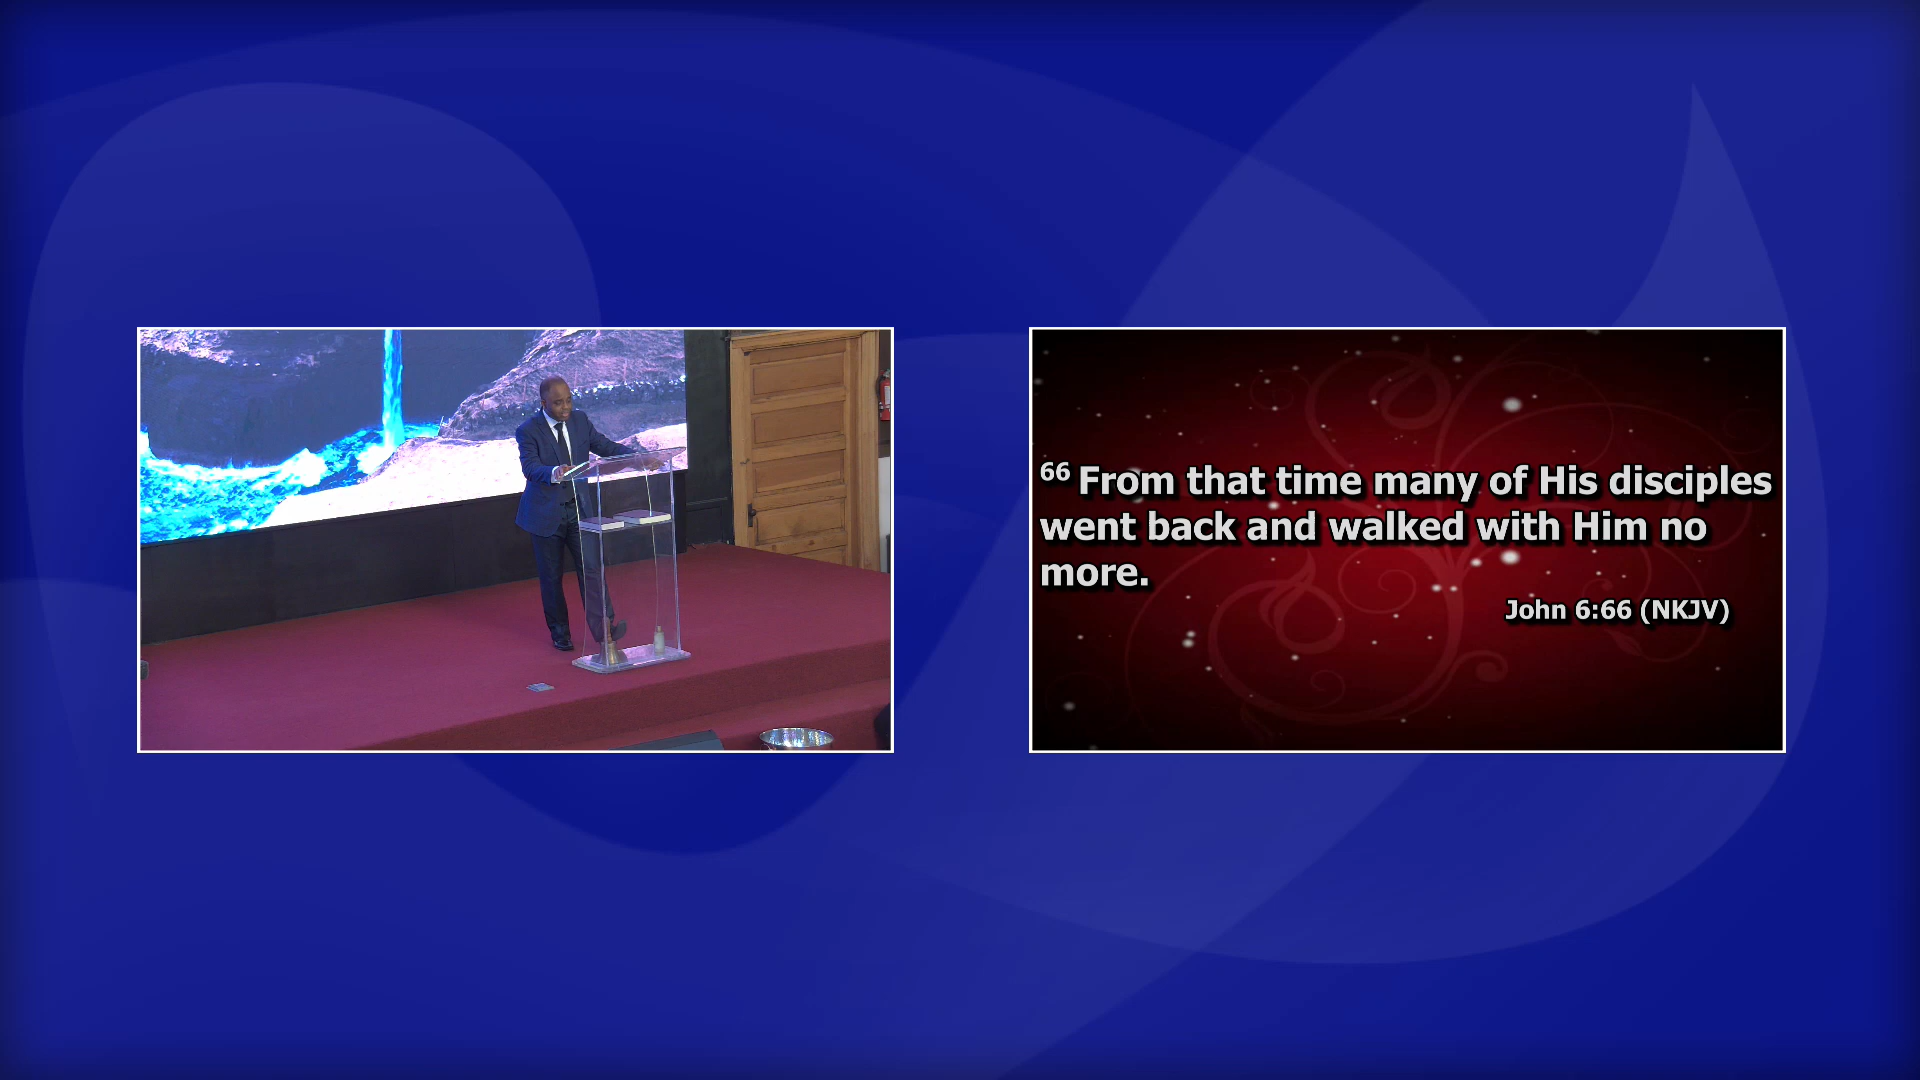 66 From that time many of His disciples
went back and walked with Him no
more.
John 6:66 (NKJV)